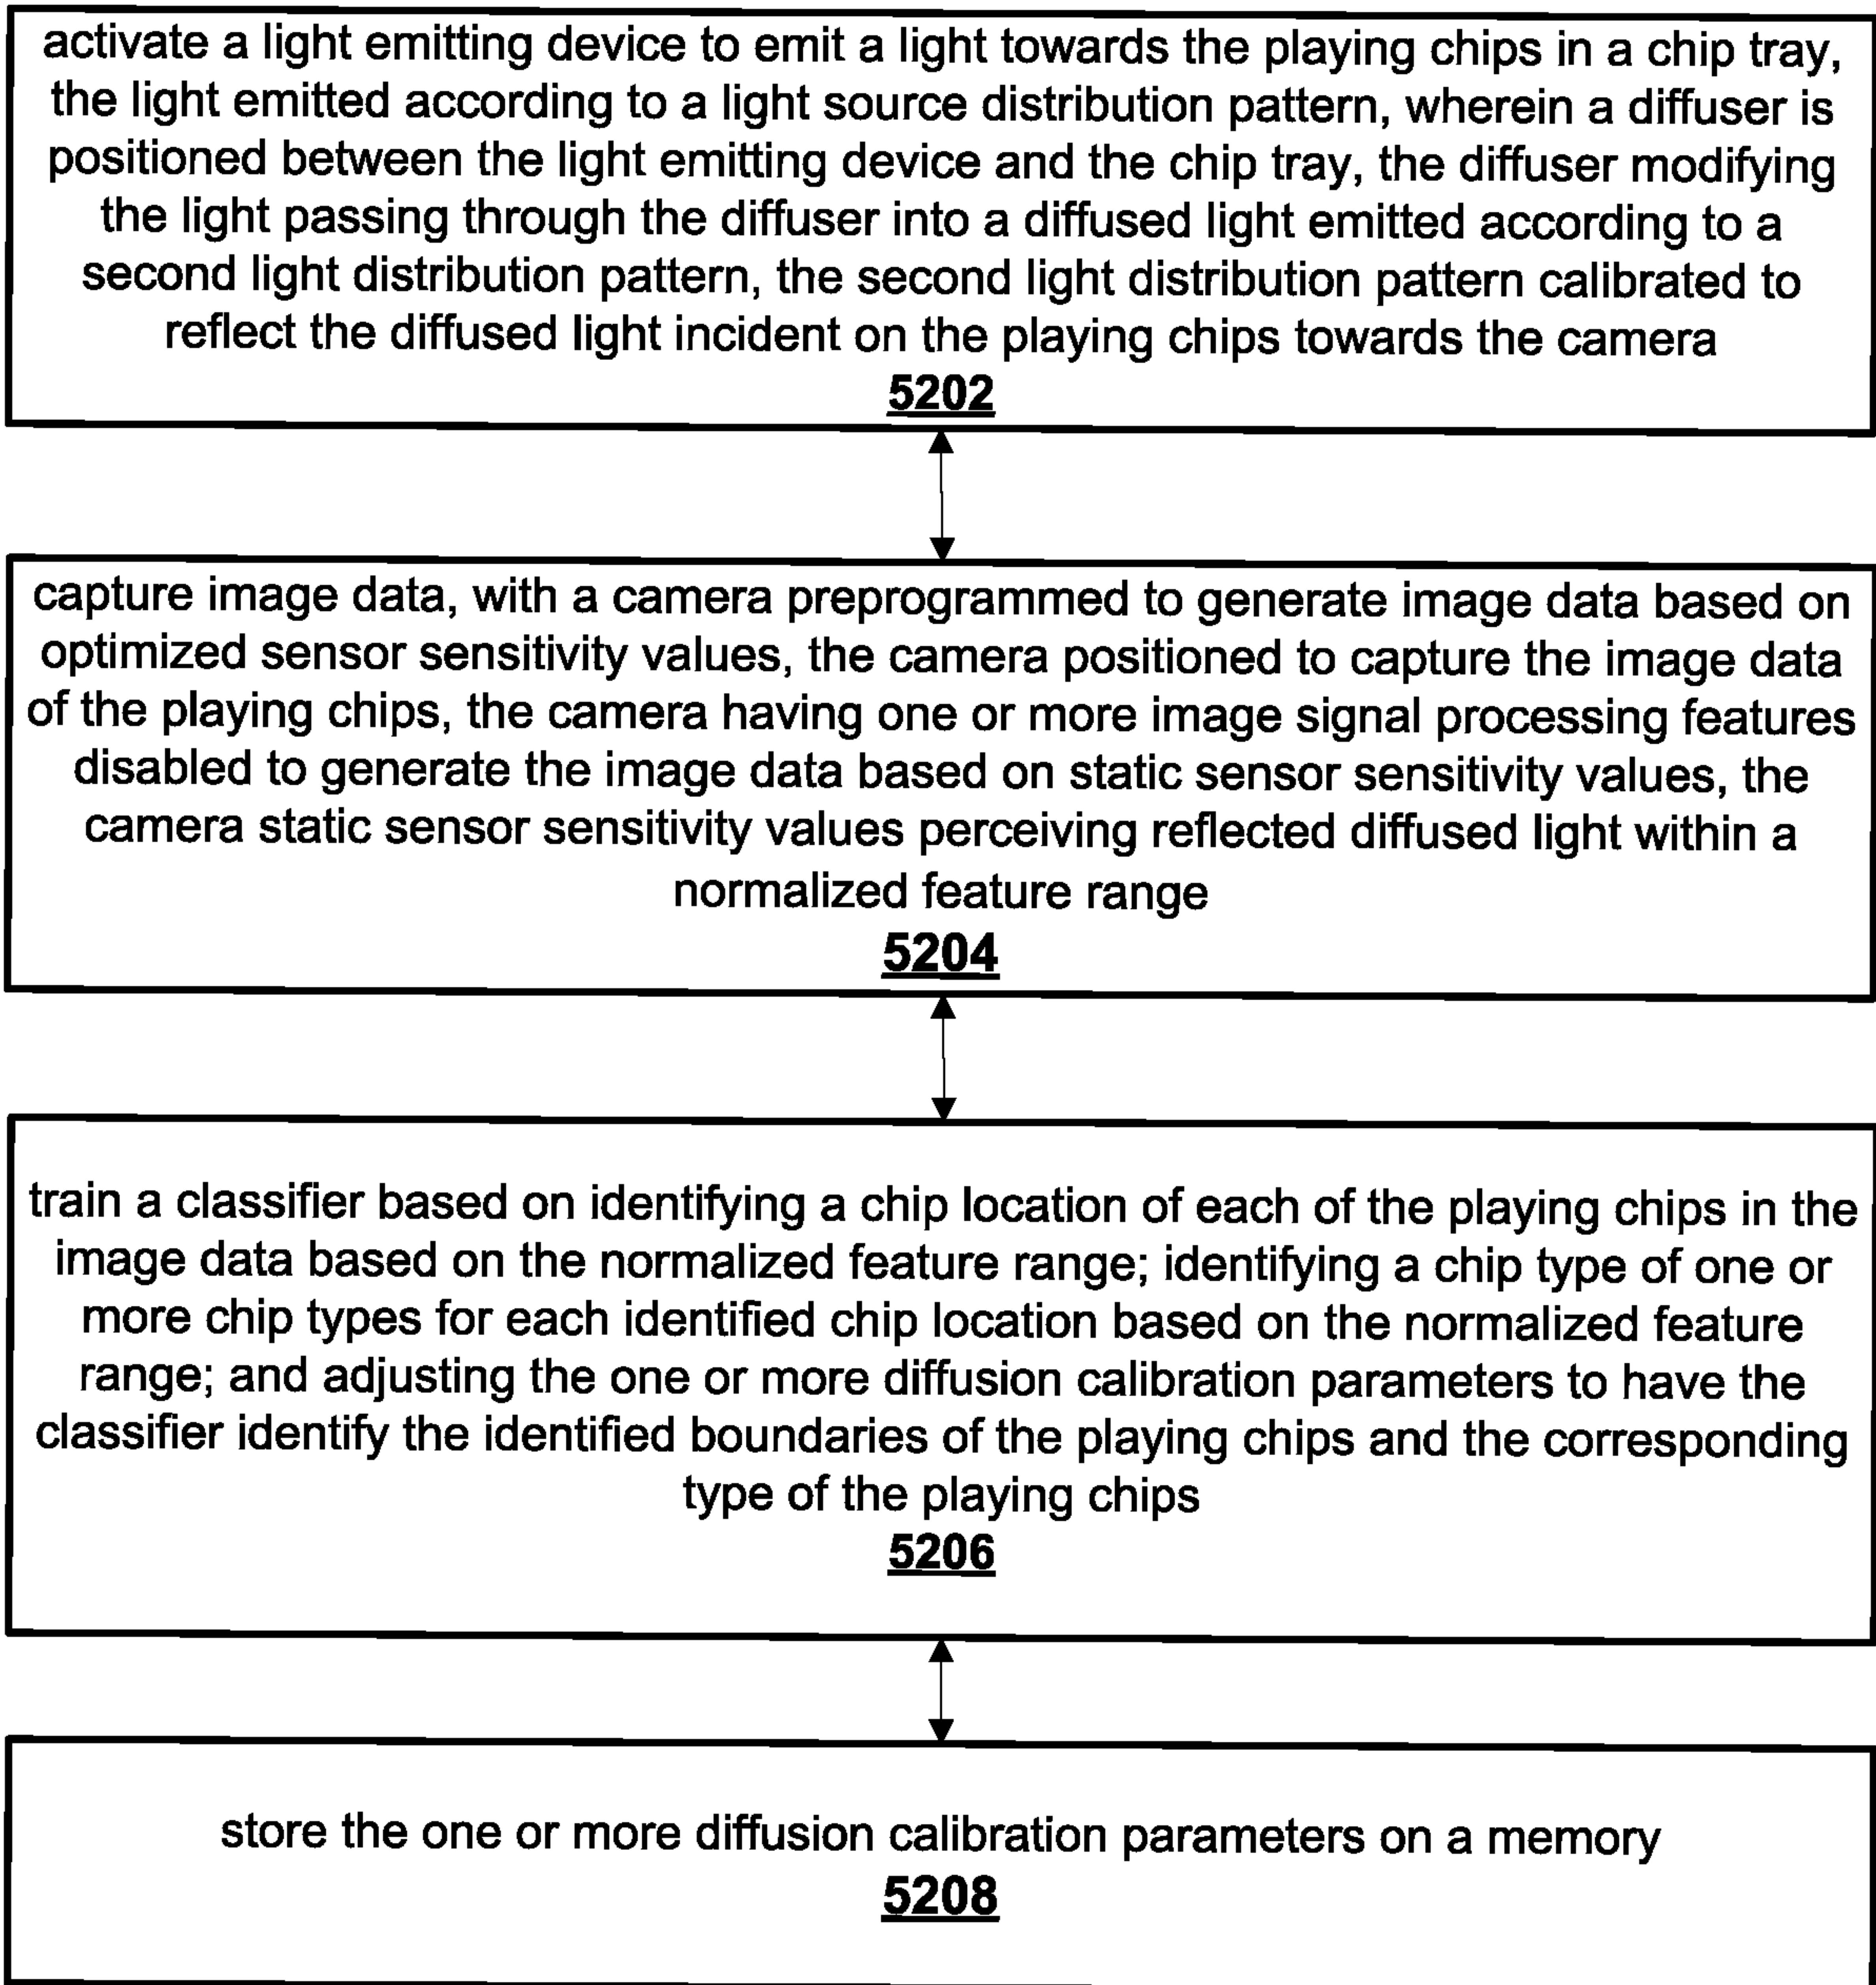 activate a light emitting device to emit a light towards the playing chips in a chip tray,
the light emitted according to a light source distribution pattern, wherein a diffuser is
positioned between the light emitting device and the chip tray, the diffuser modifying
the light passing through the diffuser into a diffused light emitted according to a
second light distribution pattern, the second light distribution pattern calibrated to
reflect the diffused light incident on the playing chips towards the camera
5202
capture image data, with a camera preprogrammed to generate image data based on
optimized sensor sensitivity values, the camera positioned to capture the image data
of the playing chips, the camera having one or more image signal processing features
disabled to generate the image data based on static sensor sensitivity values, the
camera static sensor sensitivity values perceiving reflected diffused light within a
normalized feature range
5204
train a classifier based on identifying a chip location of each of the playing chips in the
image data based on the normalized feature range; identifying a chip type of one or
more chip types for each identified chip location based on the normalized feature
range; and adjusting the one or more diffusion calibration parameters to have the
classifier identify the identified boundaries of the playing chips and the corresponding
type of the playing chips
5206
store the one or more diffusion calibration parameters on a memory
5208